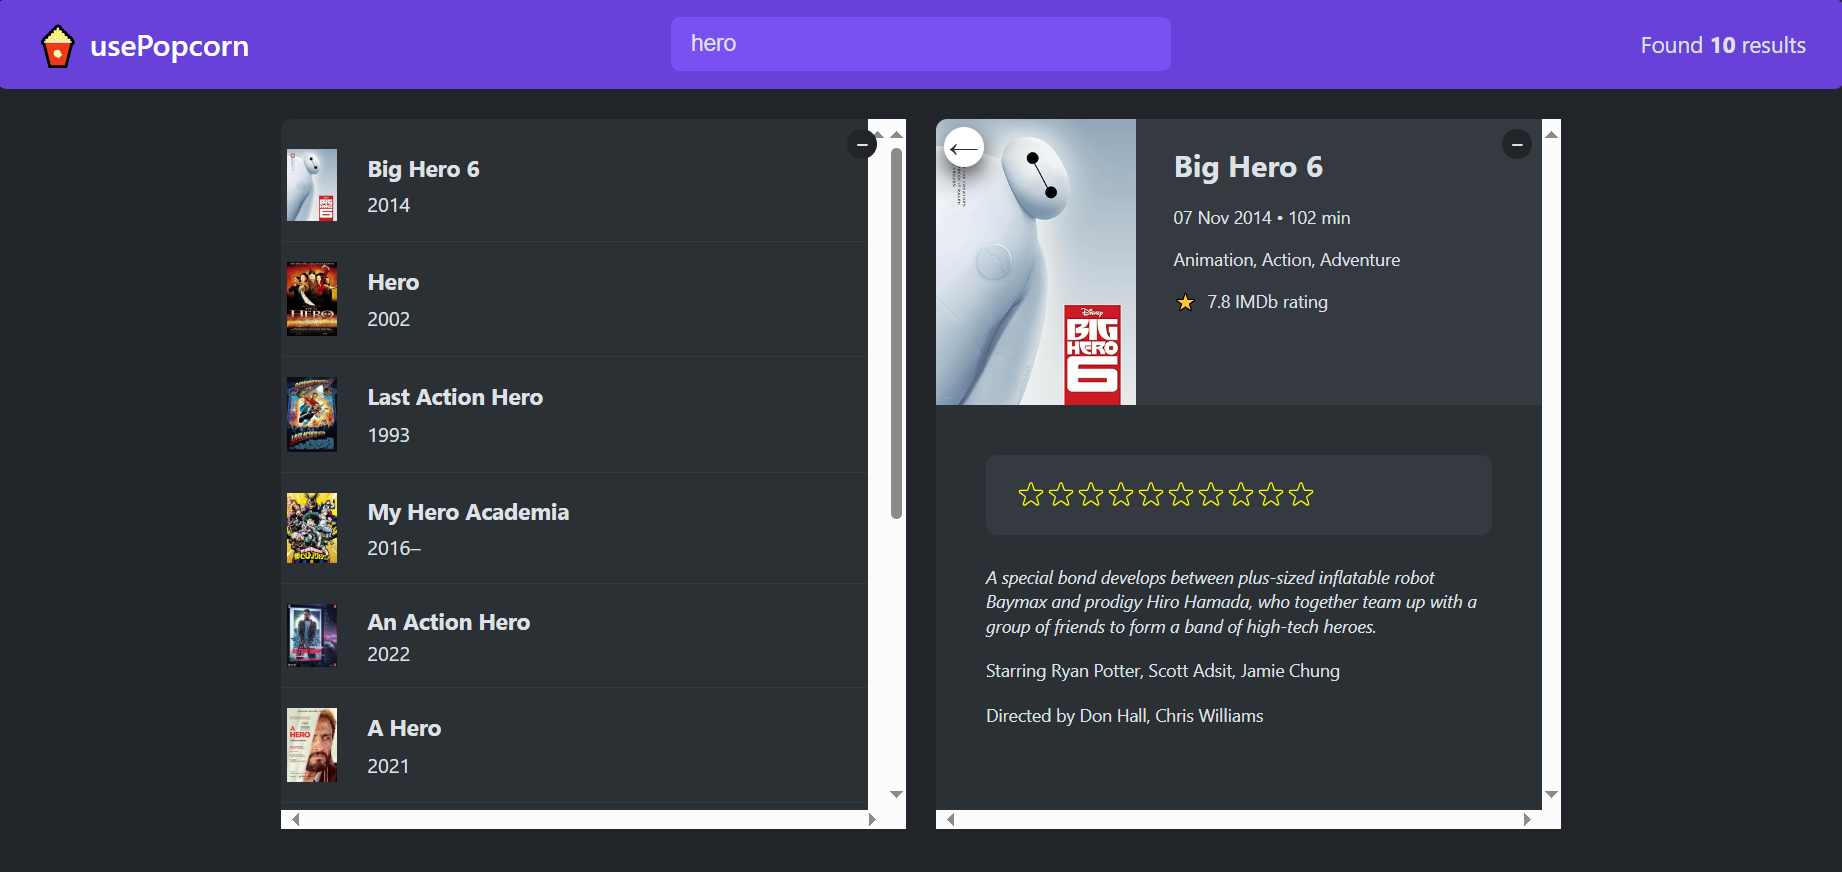 usePopcorn
hero
Found 10 results
Big Hero 6
2014
Hero
2002
Last Action Hero
1993
My Hero Academia
2016–
An Action Hero
2022
A Hero
2021
←
Big Hero 6
07 Nov 2014 • 102 min
Animation, Action, Adventure
7.8 IMDb rating
Disney
BIG
HERO
6
A special bond develops between plus-sized inflatable robot
Baymax and prodigy Hiro Hamada, who together team up with a
group of friends to form a band of high-tech heroes.
Starring Ryan Potter, Scott Adsit, Jamie Chung
Directed by Don Hall, Chris Williams